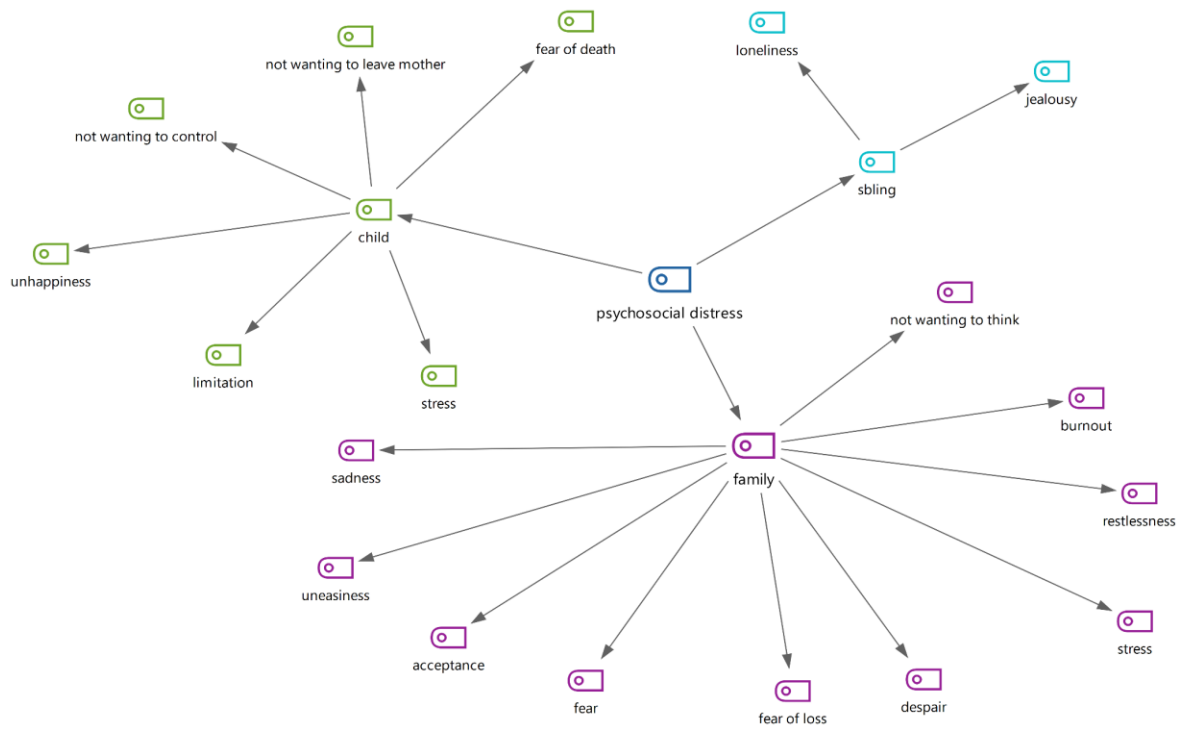 fear of death
loneliness
not wanting to leave mother
jealousy
not wanting to control
sbling
child
unhappiness
psychosocial distress
not wanting to think
limitation
stress
burnout
sadness
family
restlessness
uneasiness
stress
acceptance
fear
fear of loss
despair